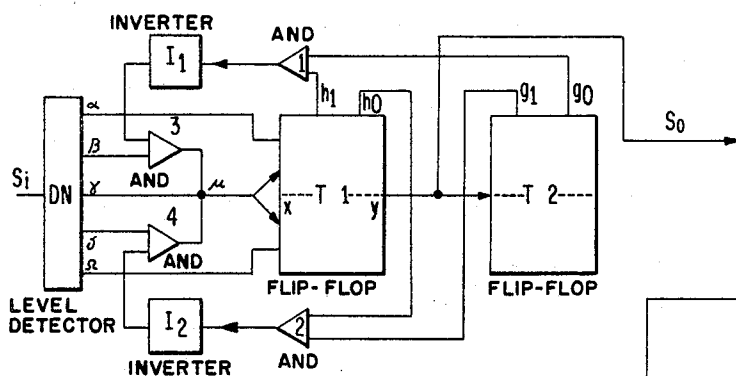 INVERTER
AND
I1
1
h1
h0
g1
g0
S0
α
3
β
AND
Si
DN
γ
μ
x
T 1
y
T 2
4
δ
AND
Ω
FLIP-FLOP
FLIP-FLOP
LEVEL
DETECTOR
I2
2
AND
INVERTER